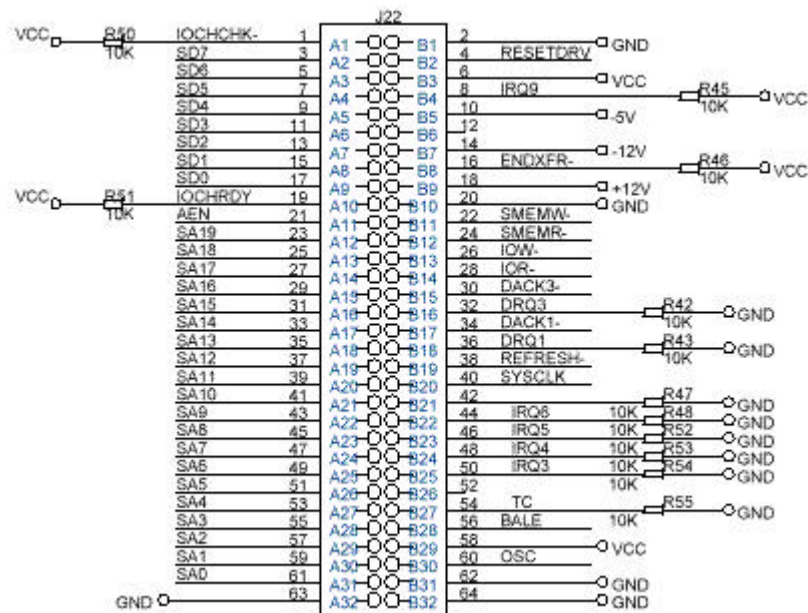 J22
VCC R50 10K IOCHCHK- 1 A1 B1 2 GND
SD7 3 A2 B2 4 RESETDRV
SD6 5 A3 B3 6 VCC
SD5 7 A4 B4 8 IRQ9 R45 10K VCC
SD4 9 A5 B5 10 -5V
SD3 11 A6 B6 12
SD2 13 A7 B7 14 -12V
SD1 15 A8 B8 16 ENDXFR- R46 10K VCC
SD0 17 A9 B9 18 +12V
VCC R51 10K IOCHRDY 19 A10 B10 20 GND
AEN 21 A11 B11 22 SMEMW-
SA19 23 A12 B12 24 SMEMR-
SA18 25 A13 B13 26 IOW-
SA17 27 A14 B14 28 IOR-
SA16 29 A15 B15 30 DACK3-
SA15 31 A16 B16 32 DRQ3 R42 10K GND
SA14 33 A17 B17 34 DACK1-
SA13 35 A18 B18 36 DRQ1 R43 10K GND
SA12 37 A19 B19 38 REFRESH-
SA11 39 A20 B20 40 SYSCLK
SA10 41 A21 B21 42 R47 GND
SA9 43 A22 B22 44 IRQ6 10K R48 GND
SA8 45 A23 B23 46 IRQ5 10K R52 GND
SA7 47 A24 B24 48 IRQ4 10K R53 GND
SA6 49 A25 B25 50 IRQ3 10K R54 GND
SA5 51 A26 B26 52 10K
SA4 53 A27 B27 54 TC R55 GND
SA3 55 A28 B28 56 BALE 10K
SA2 57 A29 B29 58 VCC
SA1 59 A30 B30 60 OSC
SA0 61 A31 B31 62 GND
GND 63 A32 B32 64 GND